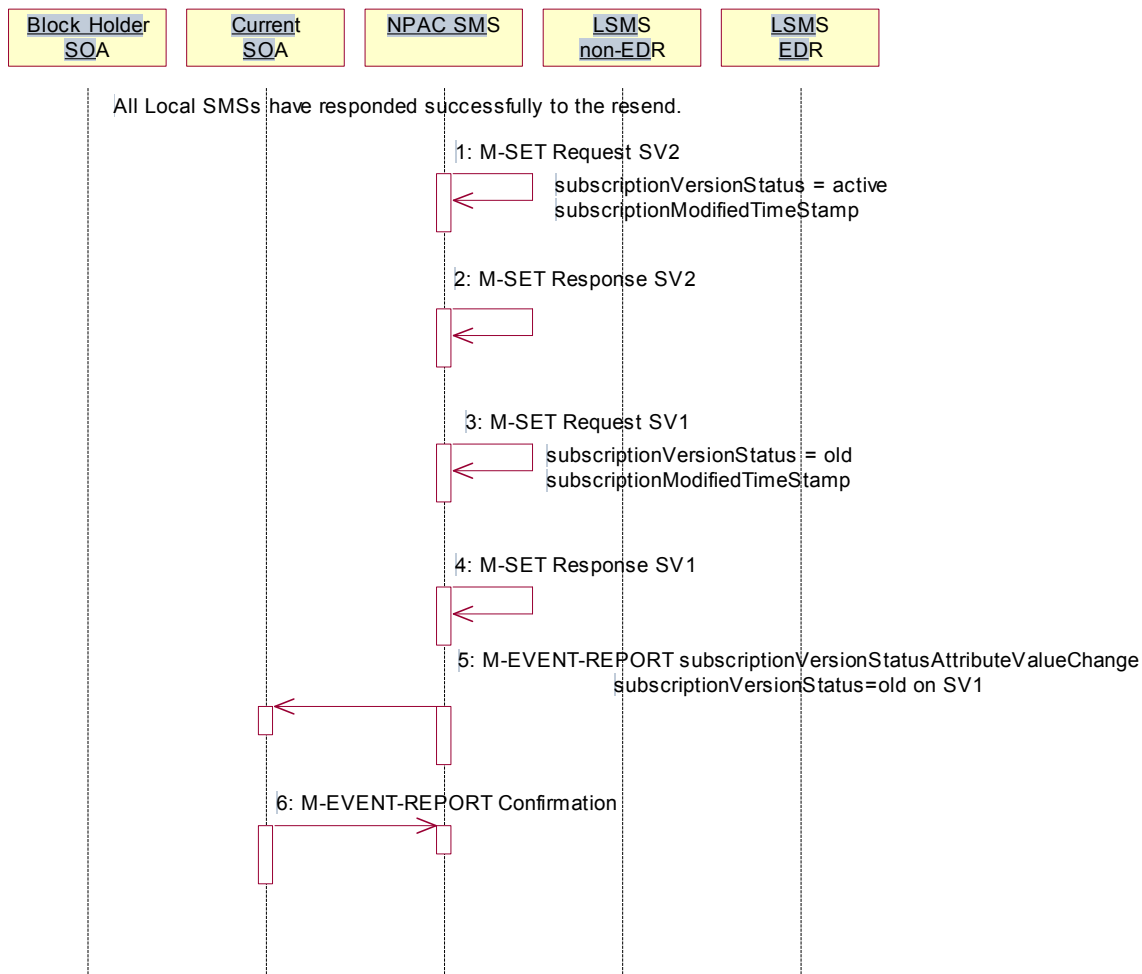 Block Holder
SOA
Current
SOA
NPAC SMS
LSMS
non-EDR
LSMS
EDR
All Local SMSs have responded successfully to the resend.
1: M-SET Request SV2
subscriptionVersionStatus = active
subscriptionModifiedTimeStamp
2: M-SET Response SV2
3: M-SET Request SV1
subscriptionVersionStatus = old
subscriptionModifiedTimeStamp
4: M-SET Response SV1
5: M-EVENT-REPORT subscriptionVersionStatusAttributeValueChange
subscriptionVersionStatus=old on SV1
6: M-EVENT-REPORT Confirmation